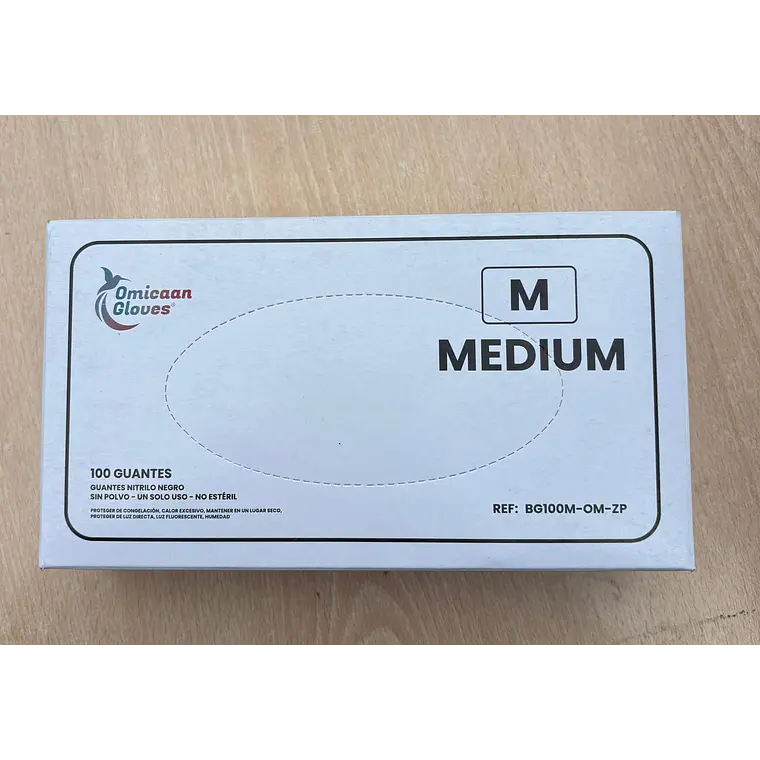 Omicaan
Gloves®
M
MEDIUM
100 GUANTES
GUANTES NITRILO NEGRO
SIN POLVO - UN SOLO USO - NO ESTÉRIL
PROTEGER DE CONGELACIÓN, CALOR EXCESIVO, MANTENER EN UN LUGAR SECO,
PROTEGER DE LUZ DIRECTA, LUZ FLUORESCENTE, HUMEDAD
REF: BG100M-OM-ZP